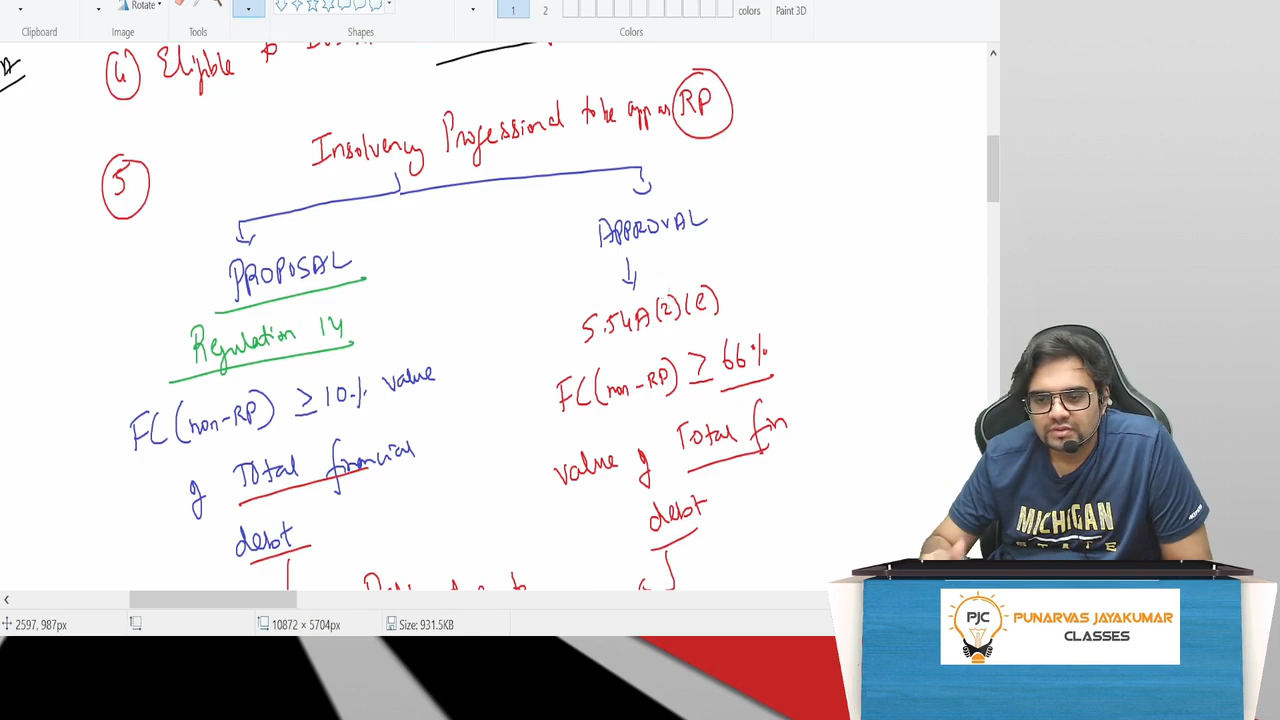 Rotate
1
2
colors
Paint 3D
Clipboard
Image
Tools
Shapes
Colors
(4) Eligible
Insolvency Professional to be app as RP
5
PROPOSAL
APPROVAL
Regulation 14
S.54A(2)(e)
FC (non-RP) ≥ 10% value
of Total financial
debt
FC (non-RP) ≥ 66%
value of Total fin
debt
2597, 987px
10872 × 5704px
Size: 931.5KB
MICHIGAN
STATE
PJC
PUNARVAS JAYAKUMAR
CLASSES